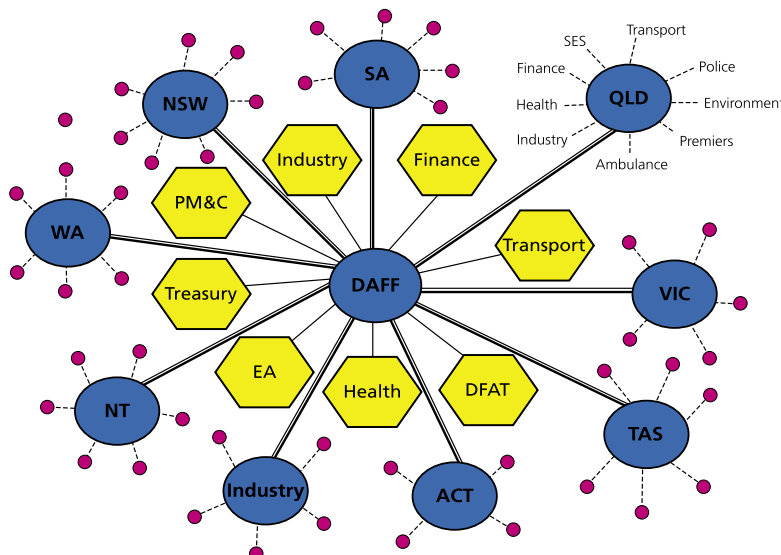 SA
NSW
QLD
SES
Transport
Finance
Police
Health
Environmen
Industry
Premiers
Ambulance
Industry
Finance
PM&C
Transport
WA
DAFF
Treasury
VIC
EA
Health
DFAT
NT
TAS
Industry
ACT